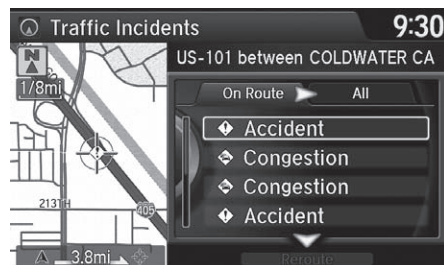 Traffic Incidents 9:30
N
1/8mi
US-101 between COLDWATER CA
On Route All
Accident
Congestion
Congestion
Accident
213TH
405
3.8mi
Reroute